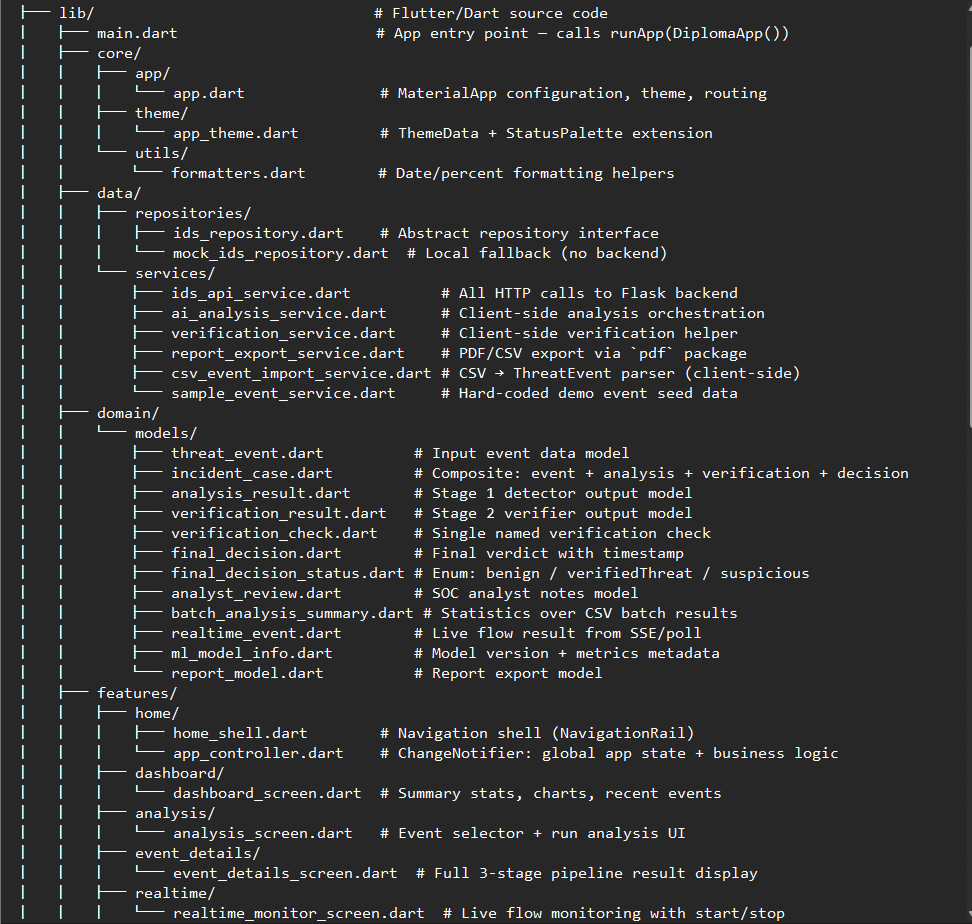 ├── lib/                              # Flutter/Dart source code
│   ├── main.dart                     # App entry point — calls runApp(DiplomaApp())
│   ├── core/
│   │   ├── app/
│   │   │   └── app.dart              # MaterialApp configuration, theme, routing
│   │   ├── theme/
│   │   │   └── app_theme.dart        # ThemeData + StatusPalette extension
│   │   └── utils/
│   │       └── formatters.dart       # Date/percent formatting helpers
│   ├── data/
│   │   ├── repositories/
│   │   │   ├── ids_repository.dart   # Abstract repository interface
│   │   │   └── mock_ids_repository.dart  # Local fallback (no backend)
│   │   └── services/
│   │       ├── ids_api_service.dart         # All HTTP calls to Flask backend
│   │       ├── ai_analysis_service.dart     # Client-side analysis orchestration
│   │       ├── verification_service.dart    # Client-side verification helper
│   │       ├── report_export_service.dart   # PDF/CSV export via `pdf` package
│   │       ├── csv_event_import_service.dart # CSV → ThreatEvent parser (client-side)
│   │       └── sample_event_service.dart    # Hard-coded demo event seed data
│   ├── domain/
│   │   └── models/
│   │       ├── threat_event.dart         # Input event data model
│   │       ├── incident_case.dart        # Composite: event + analysis + verification + decision
│   │       ├── analysis_result.dart      # Stage 1 detector output model
│   │       ├── verification_result.dart  # Stage 2 verifier output model
│   │       ├── verification_check.dart   # Single named verification check
│   │       ├── final_decision.dart       # Final verdict with timestamp
│   │       ├── final_decision_status.dart # Enum: benign / verifiedThreat / suspicious
│   │       ├── analyst_review.dart       # SOC analyst notes model
│   │       ├── batch_analysis_summary.dart # Statistics over CSV batch results
│   │       ├── realtime_event.dart       # Live flow result from SSE/poll
│   │       ├── ml_model_info.dart        # Model version + metrics metadata
│   │       └── report_model.dart         # Report export model
│   ├── features/
│   │   ├── home/
│   │   │   ├── home_shell.dart       # Navigation shell (NavigationRail)
│   │   │   └── app_controller.dart   # ChangeNotifier: global app state + business logic
│   │   ├── dashboard/
│   │   │   └── dashboard_screen.dart  # Summary stats, charts, recent events
│   │   ├── analysis/
│   │   │   └── analysis_screen.dart   # Event selector + run analysis UI
│   │   ├── event_details/
│   │   │   └── event_details_screen.dart  # Full 3-stage pipeline result display
│   │   ├── realtime/
│   │   │   └── realtime_monitor_screen.dart  # Live flow monitoring with start/stop